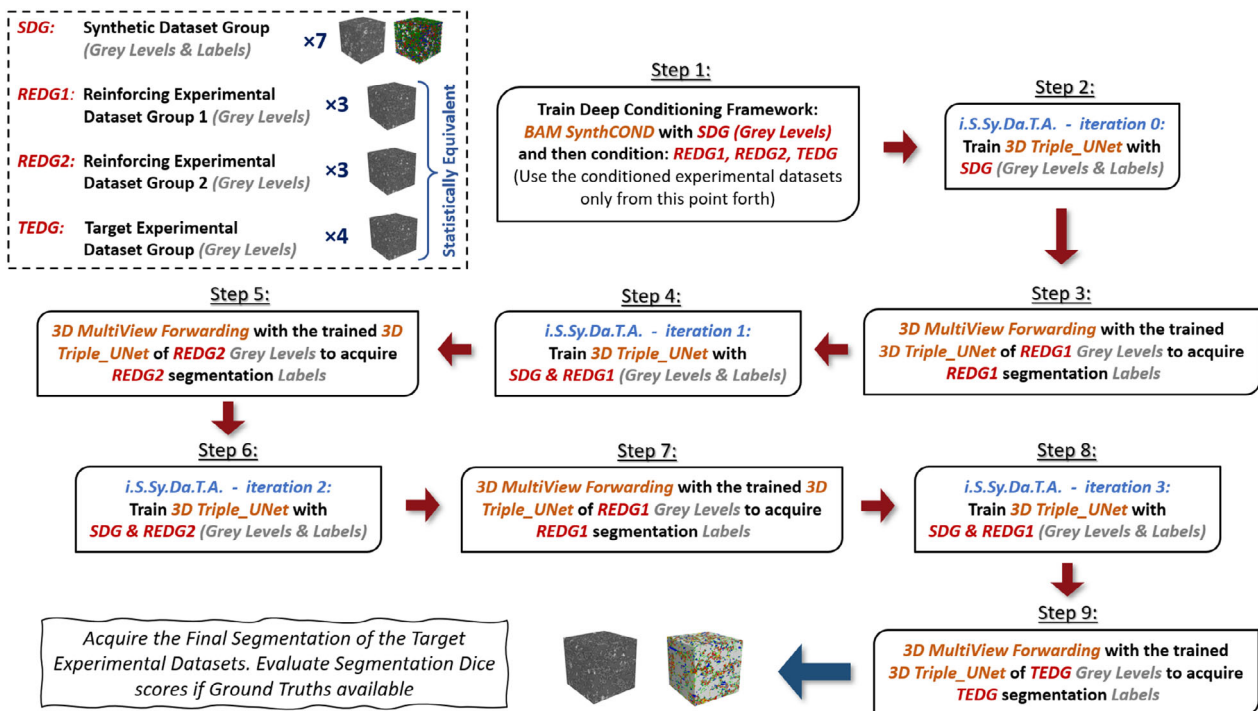 SDG: Synthetic Dataset Group
(Grey Levels & Labels)
×7
REDG1: Reinforcing Experimental
Dataset Group 1 (Grey Levels)
×3
REDG2: Reinforcing Experimental
Dataset Group 2 (Grey Levels)
×3
TEDG: Target Experimental
Dataset Group (Grey Levels)
×4
Statistically Equivalent
Step 1:
Train Deep Conditioning Framework:
BAM SynthCOND with SDG (Grey Levels)
and then condition: REDG1, REDG2, TEDG
(Use the conditioned experimental datasets
only from this point forth)
Step 2:
i.S.Sy.Da.T.A. - iteration 0:
Train 3D Triple_UNet with
SDG (Grey Levels & Labels)
Step 3:
3D MultiView Forwarding with the trained
3D Triple_UNet of REDG1 Grey Levels to acquire
REDG1 segmentation Labels
Step 4:
i.S.Sy.Da.T.A. - iteration 1:
Train 3D Triple_UNet with
SDG & REDG1 (Grey Levels & Labels)
Step 5:
3D MultiView Forwarding with the trained 3D
Triple_UNet of REDG2 Grey Levels to acquire
REDG2 segmentation Labels
Step 6:
i.S.Sy.Da.T.A. - iteration 2:
Train 3D Triple_UNet with
SDG & REDG2 (Grey Levels & Labels)
Step 7:
3D MultiView Forwarding with the trained 3D
Triple_UNet of REDG1 Grey Levels to acquire
REDG1 segmentation Labels
Step 8:
i.S.Sy.Da.T.A. - iteration 3:
Train 3D Triple_UNet with
SDG & REDG1 (Grey Levels & Labels)
Step 9:
3D MultiView Forwarding with the trained
3D Triple_UNet of TEDG Grey Levels to acquire
TEDG segmentation Labels
Acquire the Final Segmentation of the Target
Experimental Datasets. Evaluate Segmentation Dice
scores if Ground Truths available